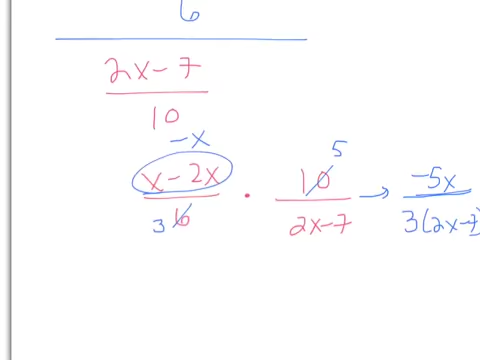 6
2x - 7
10
-x 5
x - 2x / 6 · 10 / 2x - 7 → -5x / 3(2x-7)
3